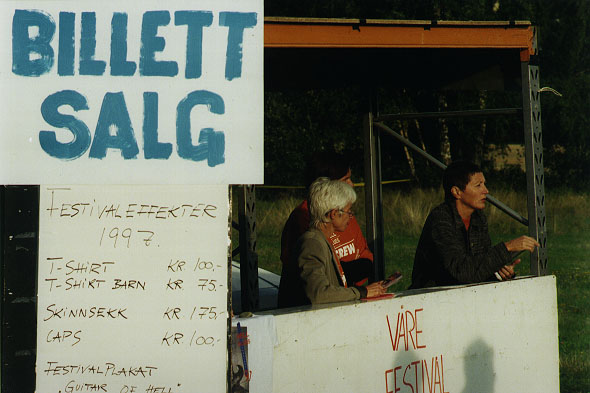 BILLETT
SALG
FESTIVALEFFEKTER
1997.
T-SHIRT KR 100.-
T-SHIRT BARN KR 75-
SKINNSEKK KR 175,-
CAPS KR 100.-
FESTIVALPLAKAT
"GUITAR OF HELL"
CREW
VÅRE
FESTIVAL